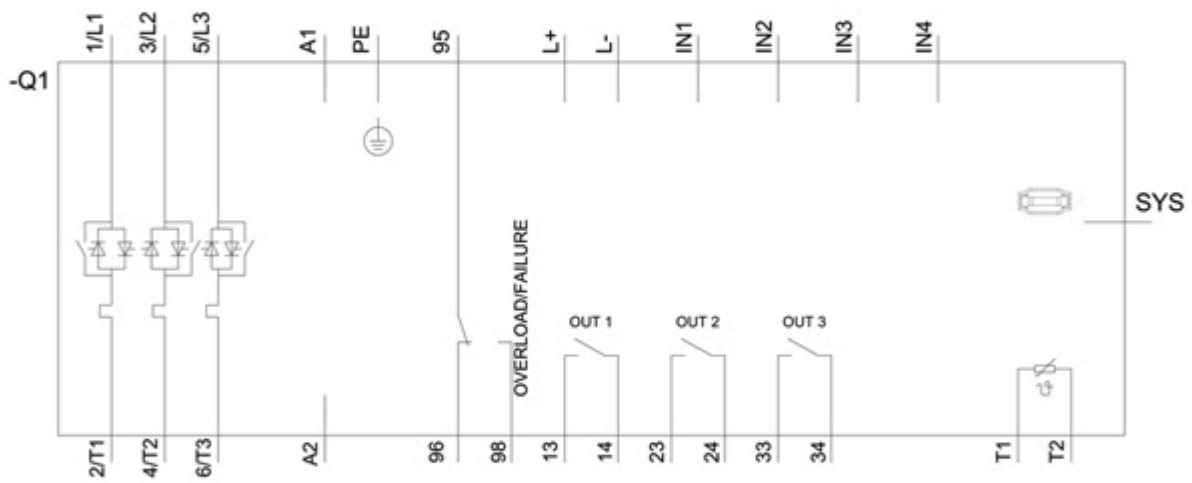 1/L1
3/L2
5/L3
A1
PE
95
L+
L-
IN1
IN2
IN3
IN4
-Q1
SYS
OVERLOAD/FAILURE
OUT 1
OUT 2
OUT 3
ϑ
2/T1
4/T2
6/T3
A2
96
98
13
14
23
24
33
34
T1
T2